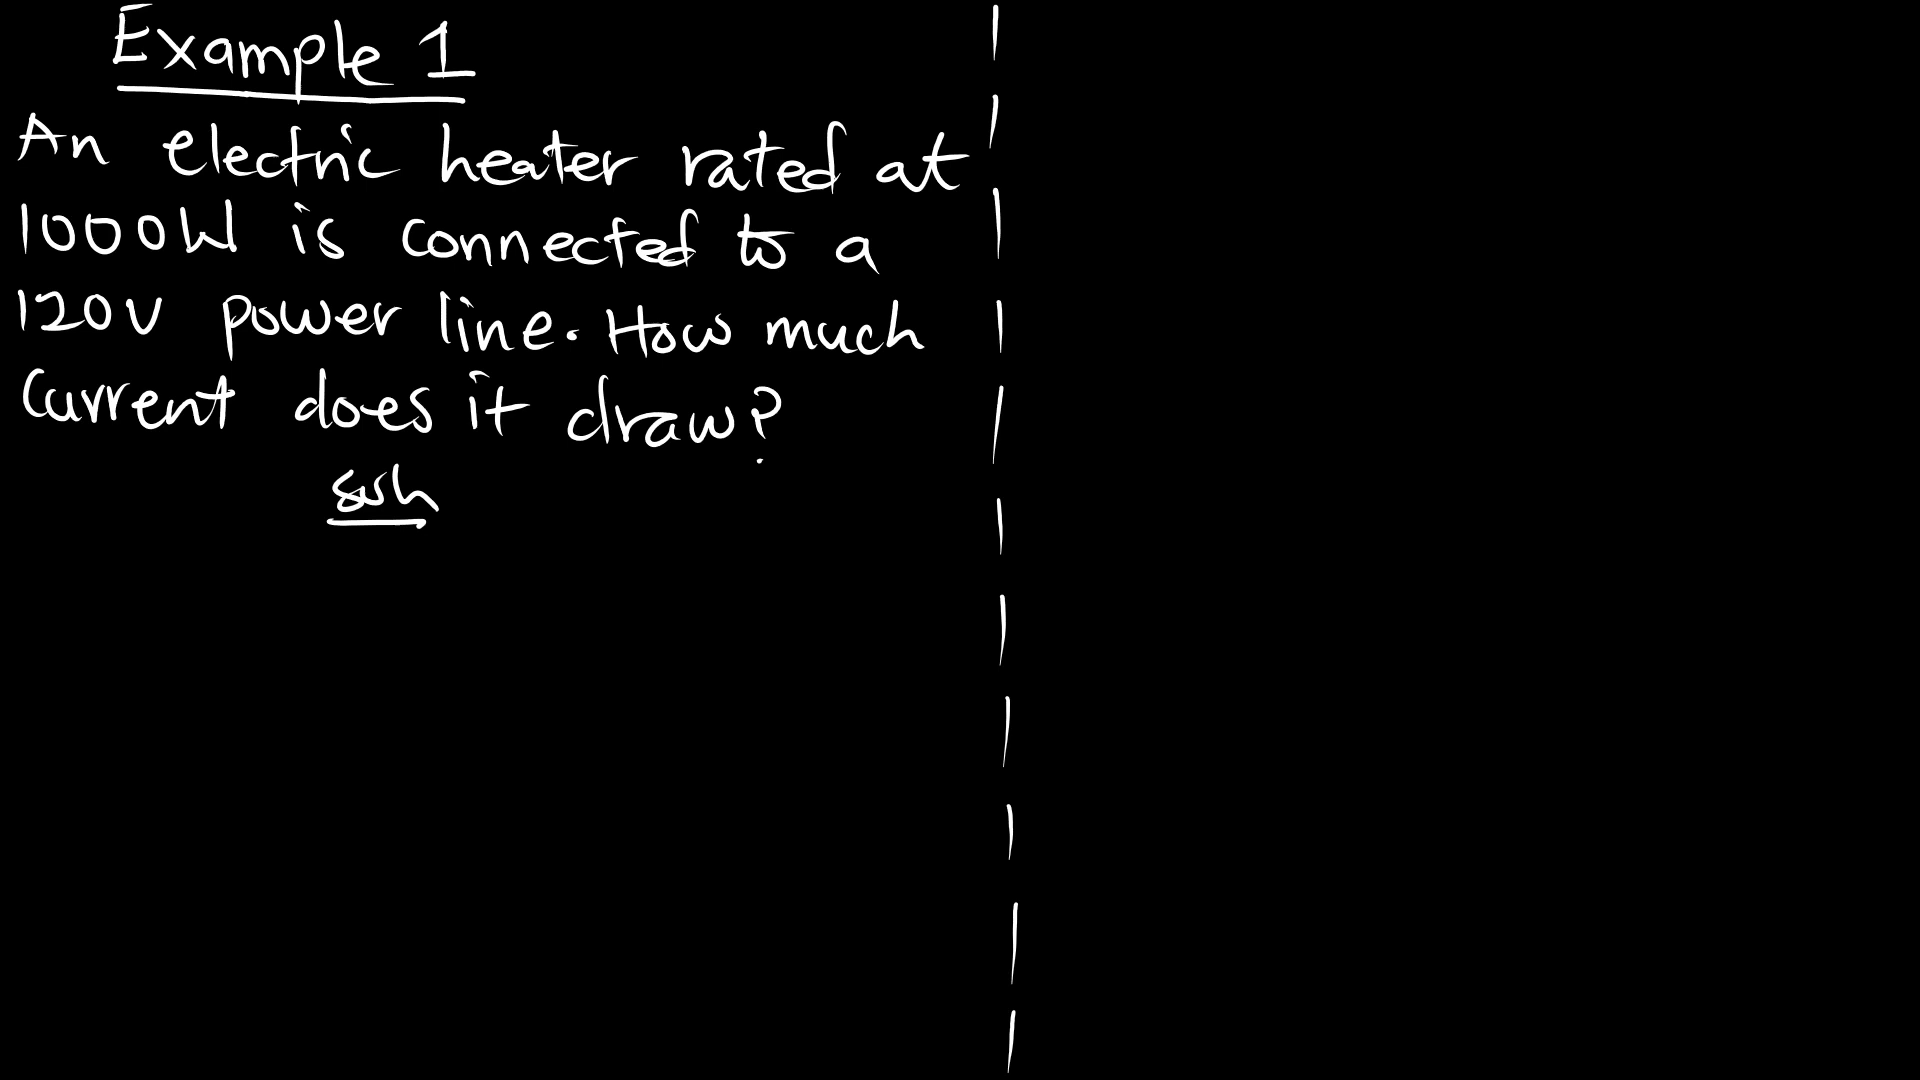 Example 1
An electric heater rated at
1000W is connected to a
120V power line. How much
Current does it draw?
soln